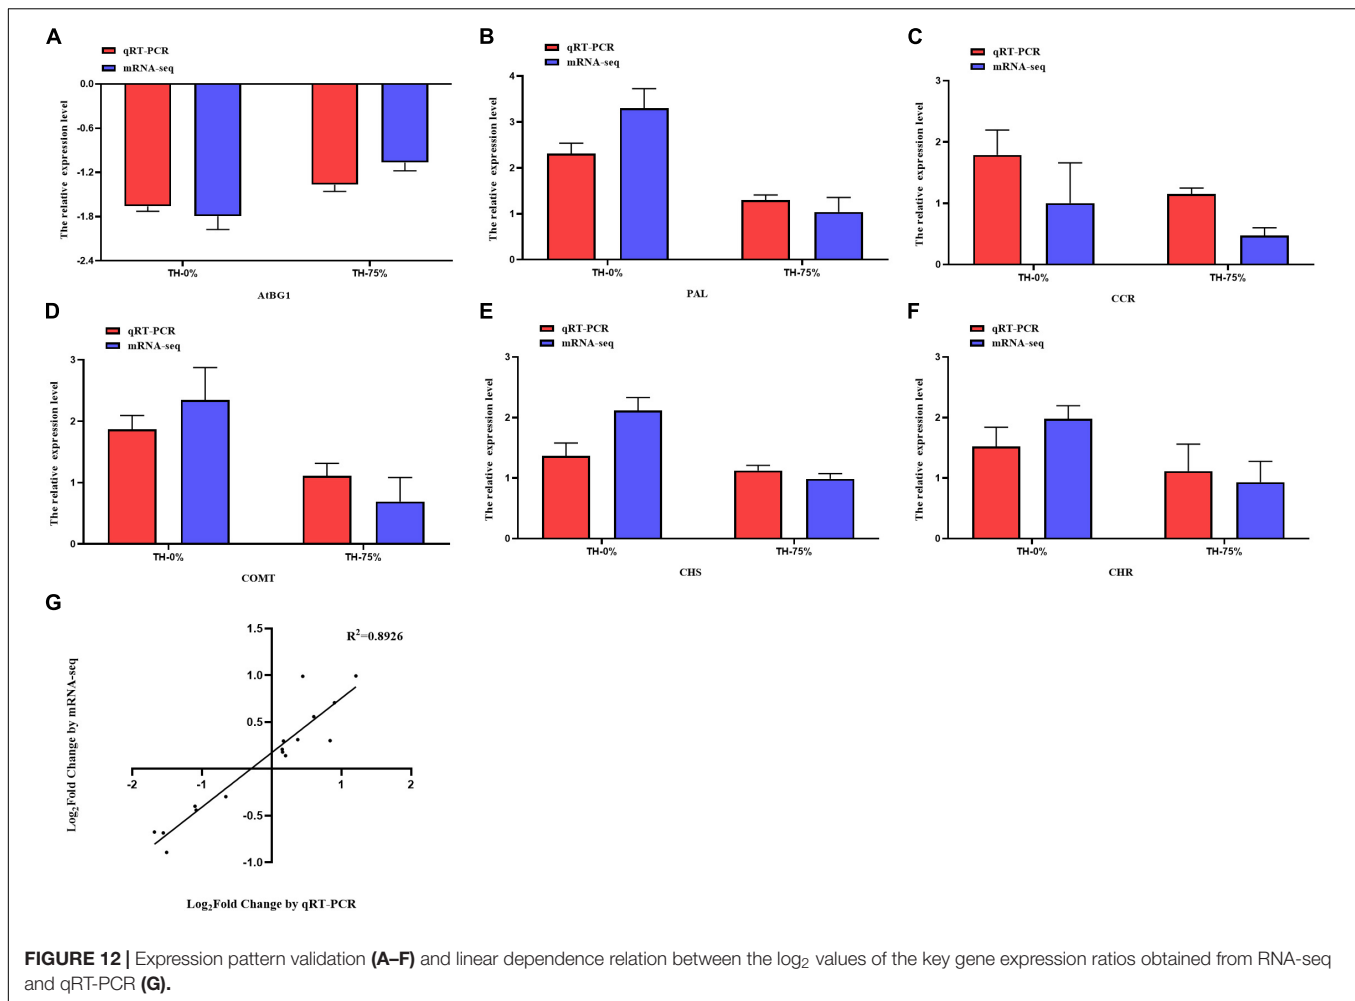 A
qRT-PCR
mRNA-seq
The relative expression level
0.0
-0.6
-1.2
-1.8
-2.4
TH-0%
TH-75%
AtBG1
B
qRT-PCR
mRNA-seq
The relative expression level
4
3
2
1
0
TH-0%
TH-75%
PAL
C
qRT-PCR
mRNA-seq
The relative expression level
3
2
1
0
TH-0%
TH-75%
CCR
D
qRT-PCR
mRNA-seq
The relative expression level
3
2
1
0
TH-0%
TH-75%
COMT
E
qRT-PCR
mRNA-seq
The relative expression level
3
2
1
0
TH-0%
TH-75%
CHS
F
qRT-PCR
mRNA-seq
The relative expression level
3
2
1
0
TH-0%
TH-75%
CHR
G
R²=0.8926
Log₂Fold Change by mRNA-seq
1.5
1.0
0.5
-0.5
-1.0
-2
-1
1
2
Log₂Fold Change by qRT-PCR
FIGURE 12 | Expression pattern validation (A–F) and linear dependence relation between the log₂ values of the key gene expression ratios obtained from RNA-seq
and qRT-PCR (G).